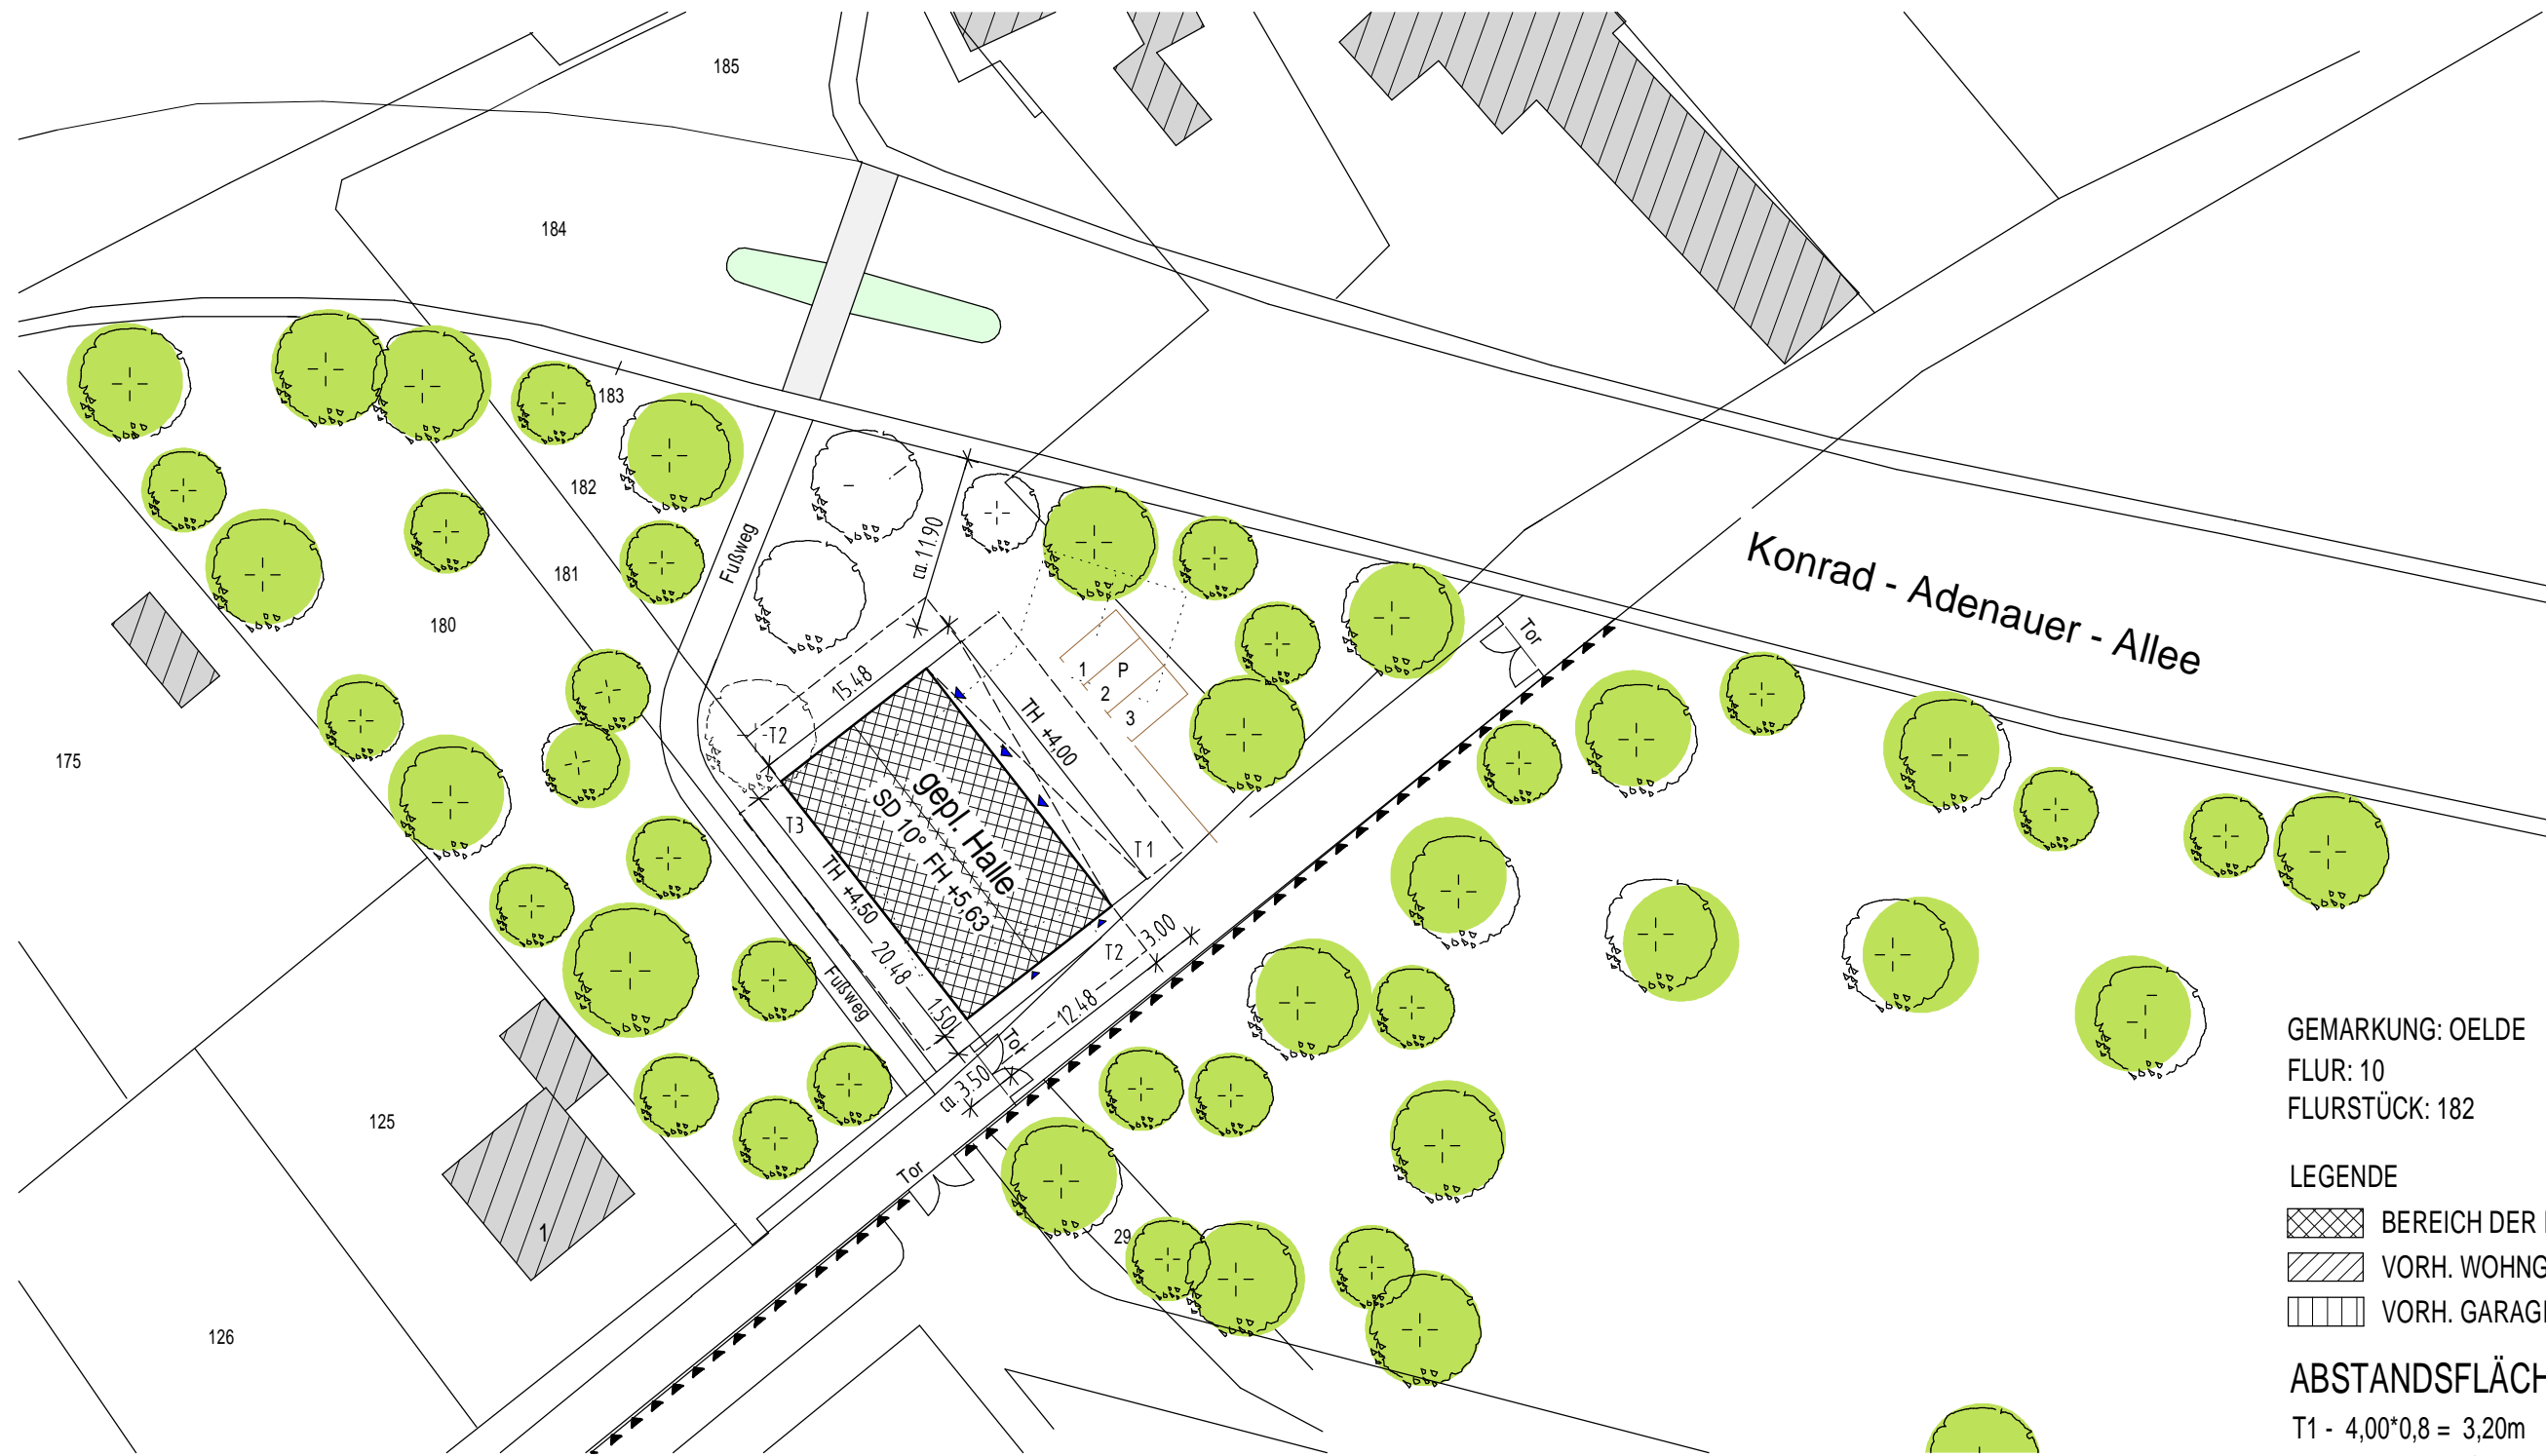 185
184
183
182
Fußweg
ca. 11.90
181
180
175
Konrad - Adenauer - Allee
Tor
1
P
2
3
15.48
T2
TH +4,00
T3
gepl. Halle
SD 10° FH +5,63
TH +4,50
20.48
T1
T2
3.00
12.48
1.50
Fußweg
Tor
ca. 3.50
Tor
125
1
126
29
GEMARKUNG: OELDE
FLUR: 10
FLURSTÜCK: 182
LEGENDE
BEREICH DER
VORH. WOHNG
VORH. GARAG
ABSTANDSFLÄCH
T1 - 4,00*0,8 = 3,20m